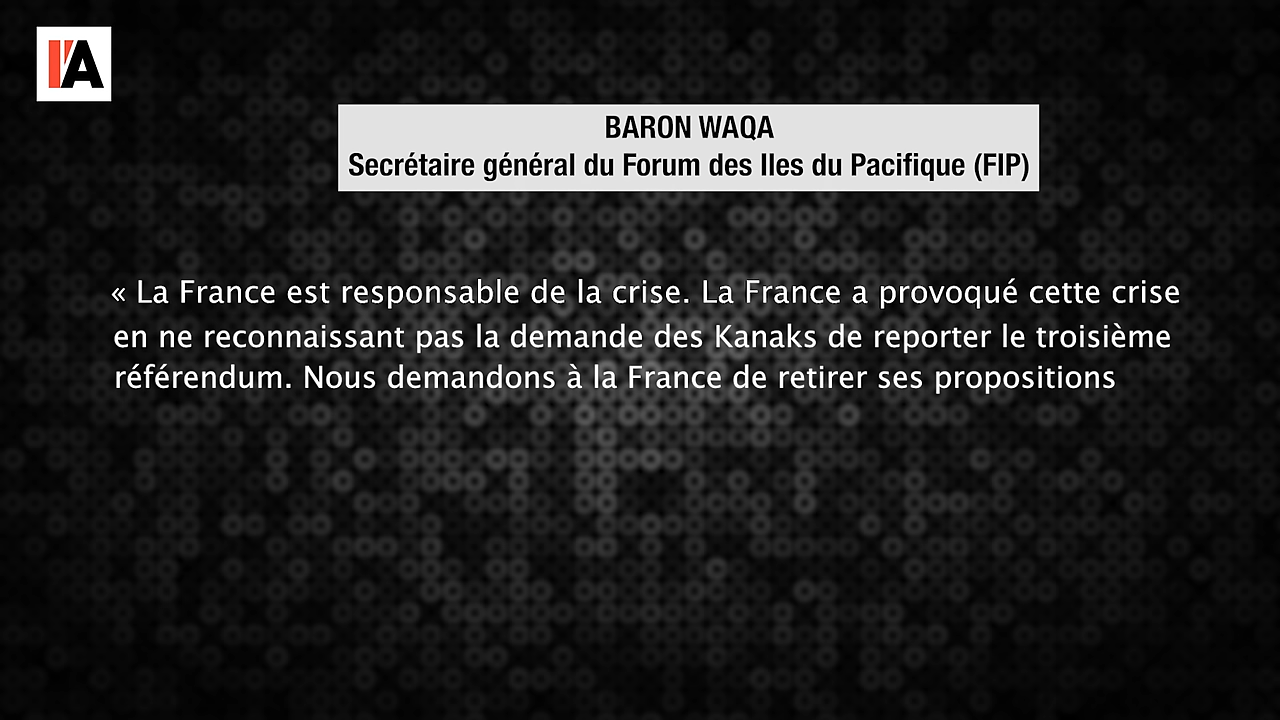 I'A
BARON WAQA
Secrétaire général du Forum des Iles du Pacifique (FIP)
« La France est responsable de la crise. La France a provoqué cette crise
en ne reconnaissant pas la demande des Kanaks de reporter le troisième
référendum. Nous demandons à la France de retirer ses propositions